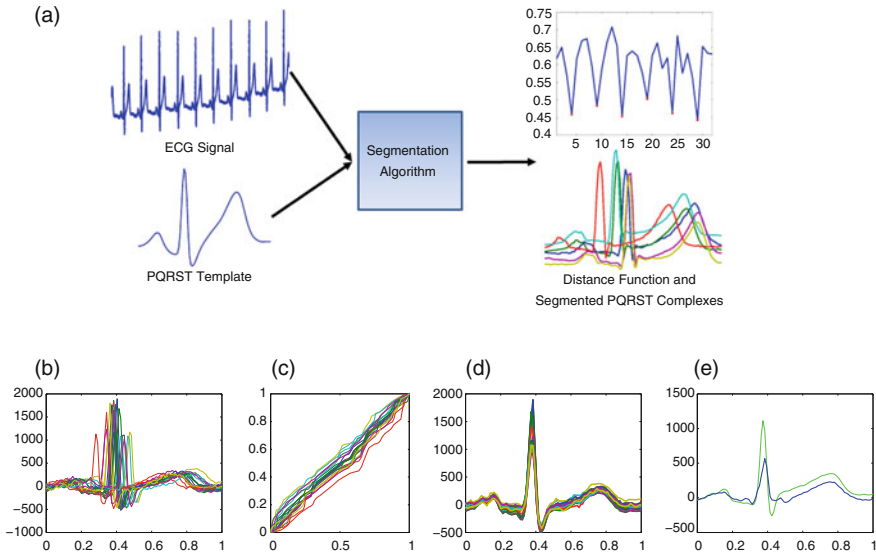 (a)
ECG Signal
PQRST Template
Segmentation
Algorithm
0.75
0.7
0.65
0.6
0.55
0.5
0.45
0.4
5 10 15 20 25 30
Distance Function and
Segmented PQRST Complexes
(b)
2000
1500
1000
500
0
−500
−1000
0 0.2 0.4 0.6 0.8 1
(c)
1
0.8
0.6
0.4
0.2
0
0 1
(d)
2000
1500
1000
500
0
−500
0 0.2 0.4 0.6 0.8 1
(e)
1500
1000
500
0
−500
0 0.2 0.4 0.6 0.8 1